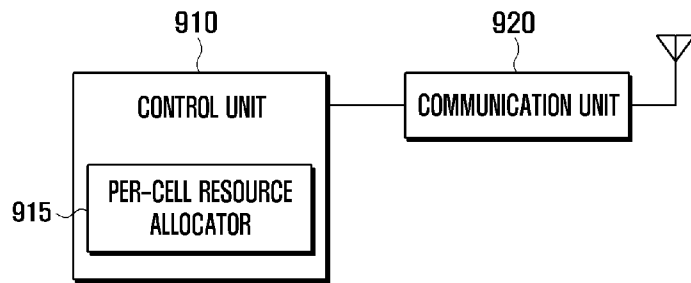 910
920
CONTROL UNIT
COMMUNICATION UNIT
915
PER-CELL RESOURCE
ALLOCATOR